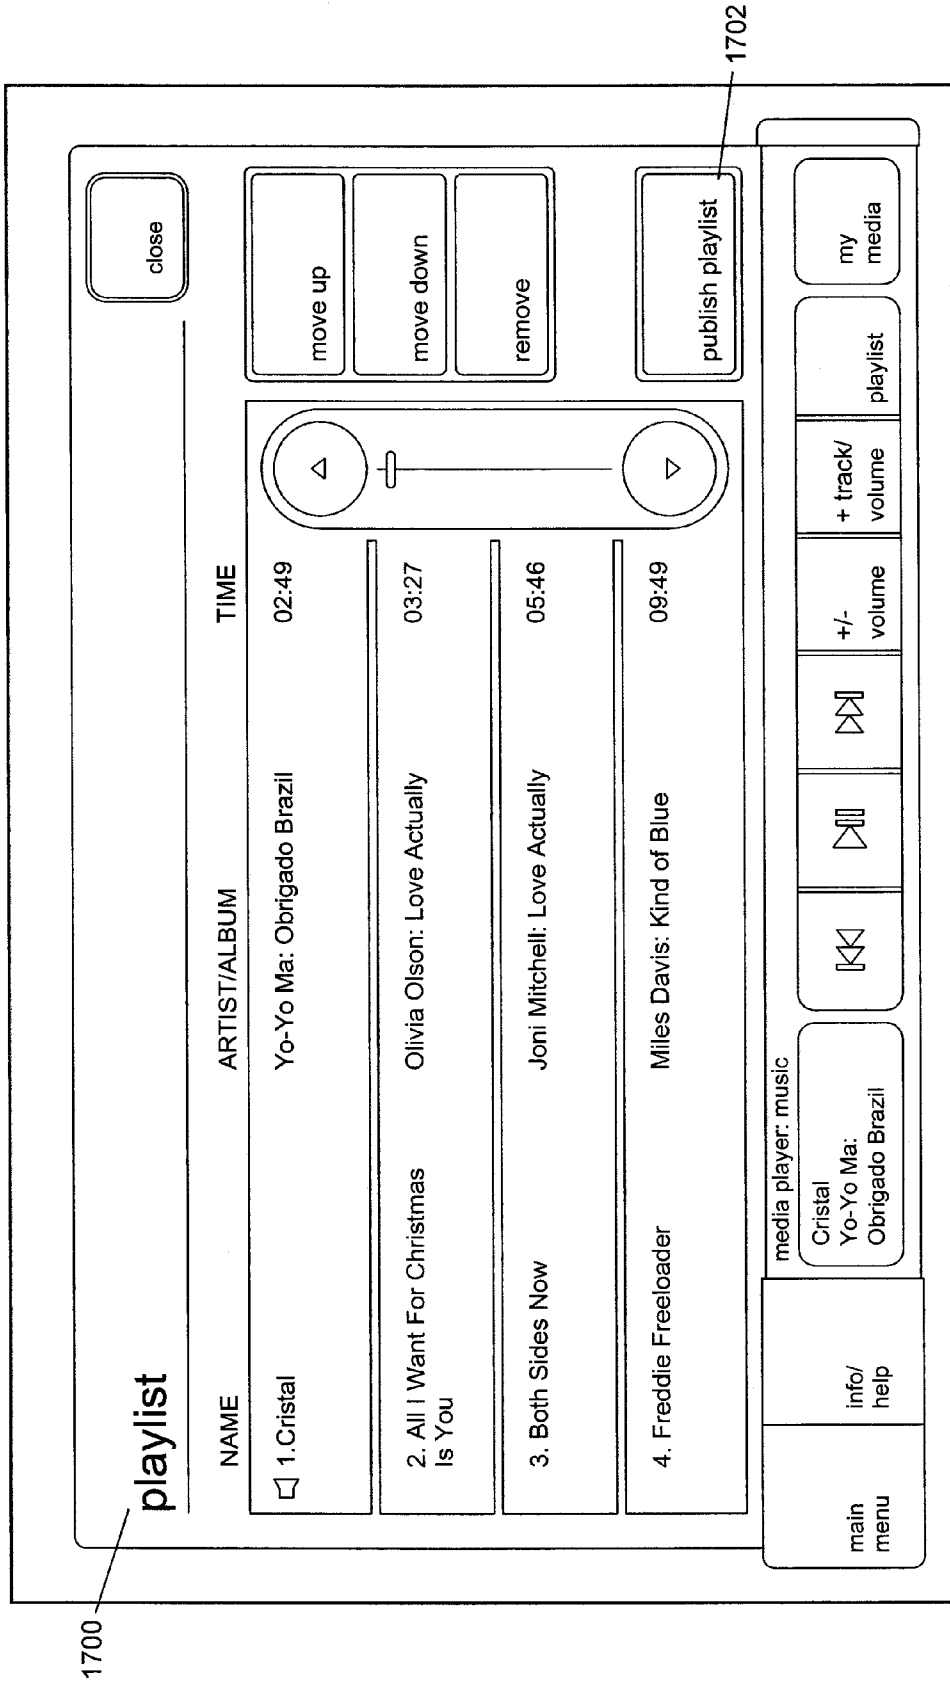 1700
playlist
close
NAME
ARTIST/ALBUM
TIME
1.Cristal
Yo-Yo Ma: Obrigado Brazil
02:49
2. All I Want For Christmas
Is You
Olivia Olson: Love Actually
03:27
3. Both Sides Now
Joni Mitchell: Love Actually
05:46
4. Freddie Freeloader
Miles Davis: Kind of Blue
09:49
move up
move down
remove
publish playlist
1702
main
menu
info/
help
media player: music
Cristal
Yo-Yo Ma:
Obrigado Brazil
+/-
volume
+ track/
volume
playlist
my
media